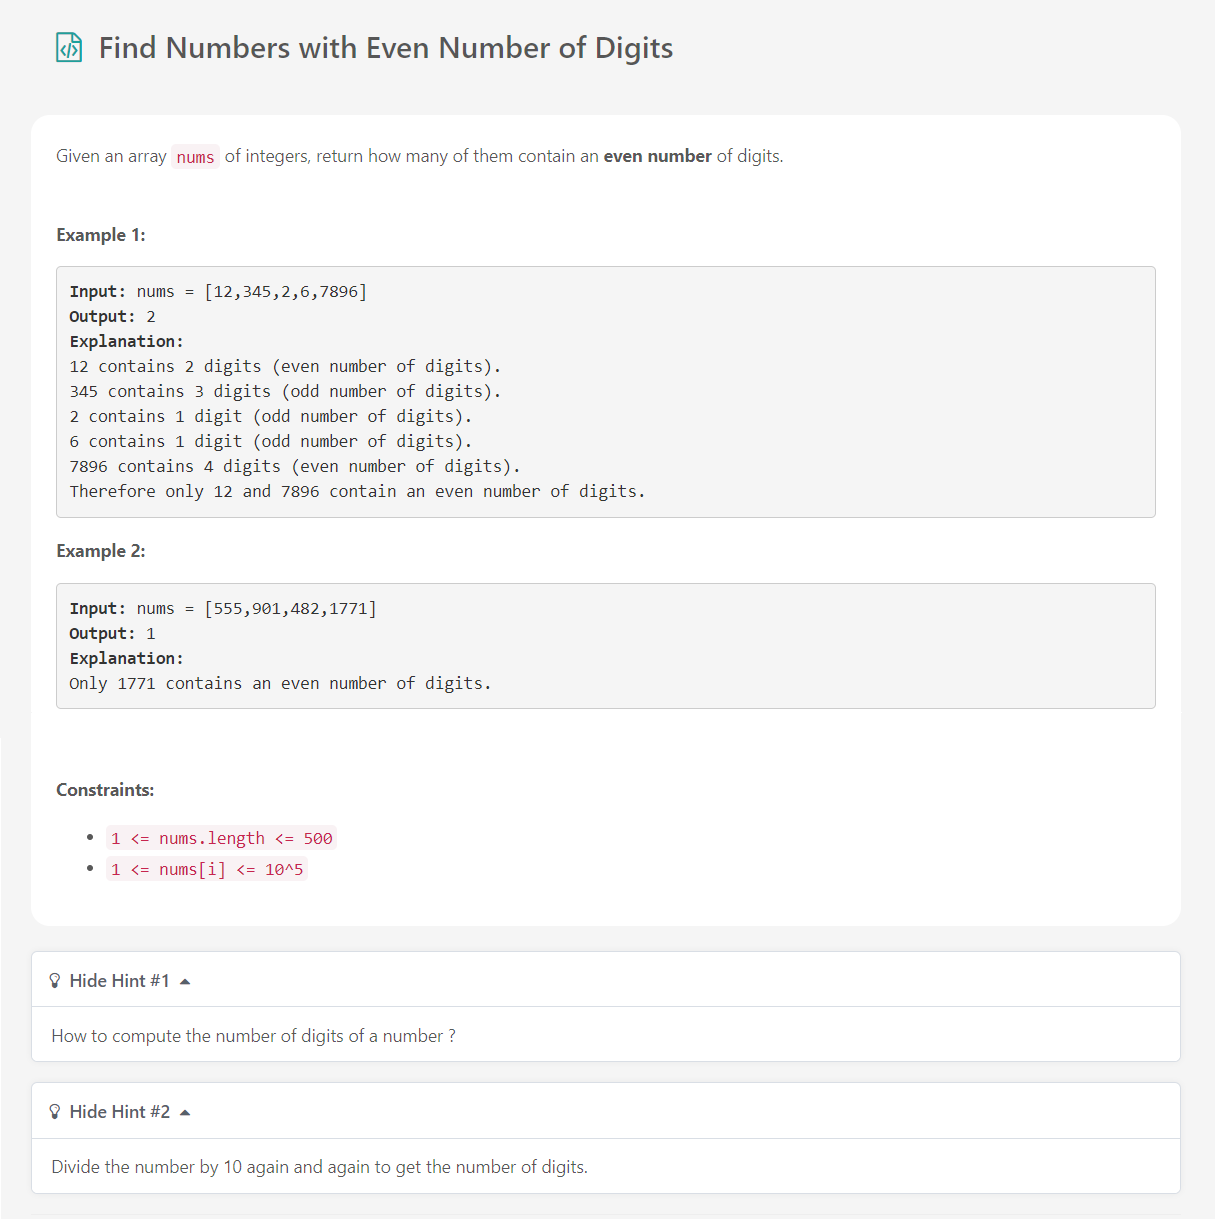 Find Numbers with Even Number of Digits
Given an array nums of integers, return how many of them contain an even number of digits.
Example 1:
Input: nums = [12,345,2,6,7896]
Output: 2
Explanation:
12 contains 2 digits (even number of digits).
345 contains 3 digits (odd number of digits).
2 contains 1 digit (odd number of digits).
6 contains 1 digit (odd number of digits).
7896 contains 4 digits (even number of digits).
Therefore only 12 and 7896 contain an even number of digits.
Example 2:
Input: nums = [555,901,482,1771]
Output: 1
Explanation:
Only 1771 contains an even number of digits.
Constraints:
• 1 <= nums.length <= 500
• 1 <= nums[i] <= 10^5
Hide Hint #1
How to compute the number of digits of a number ?
Hide Hint #2
Divide the number by 10 again and again to get the number of digits.